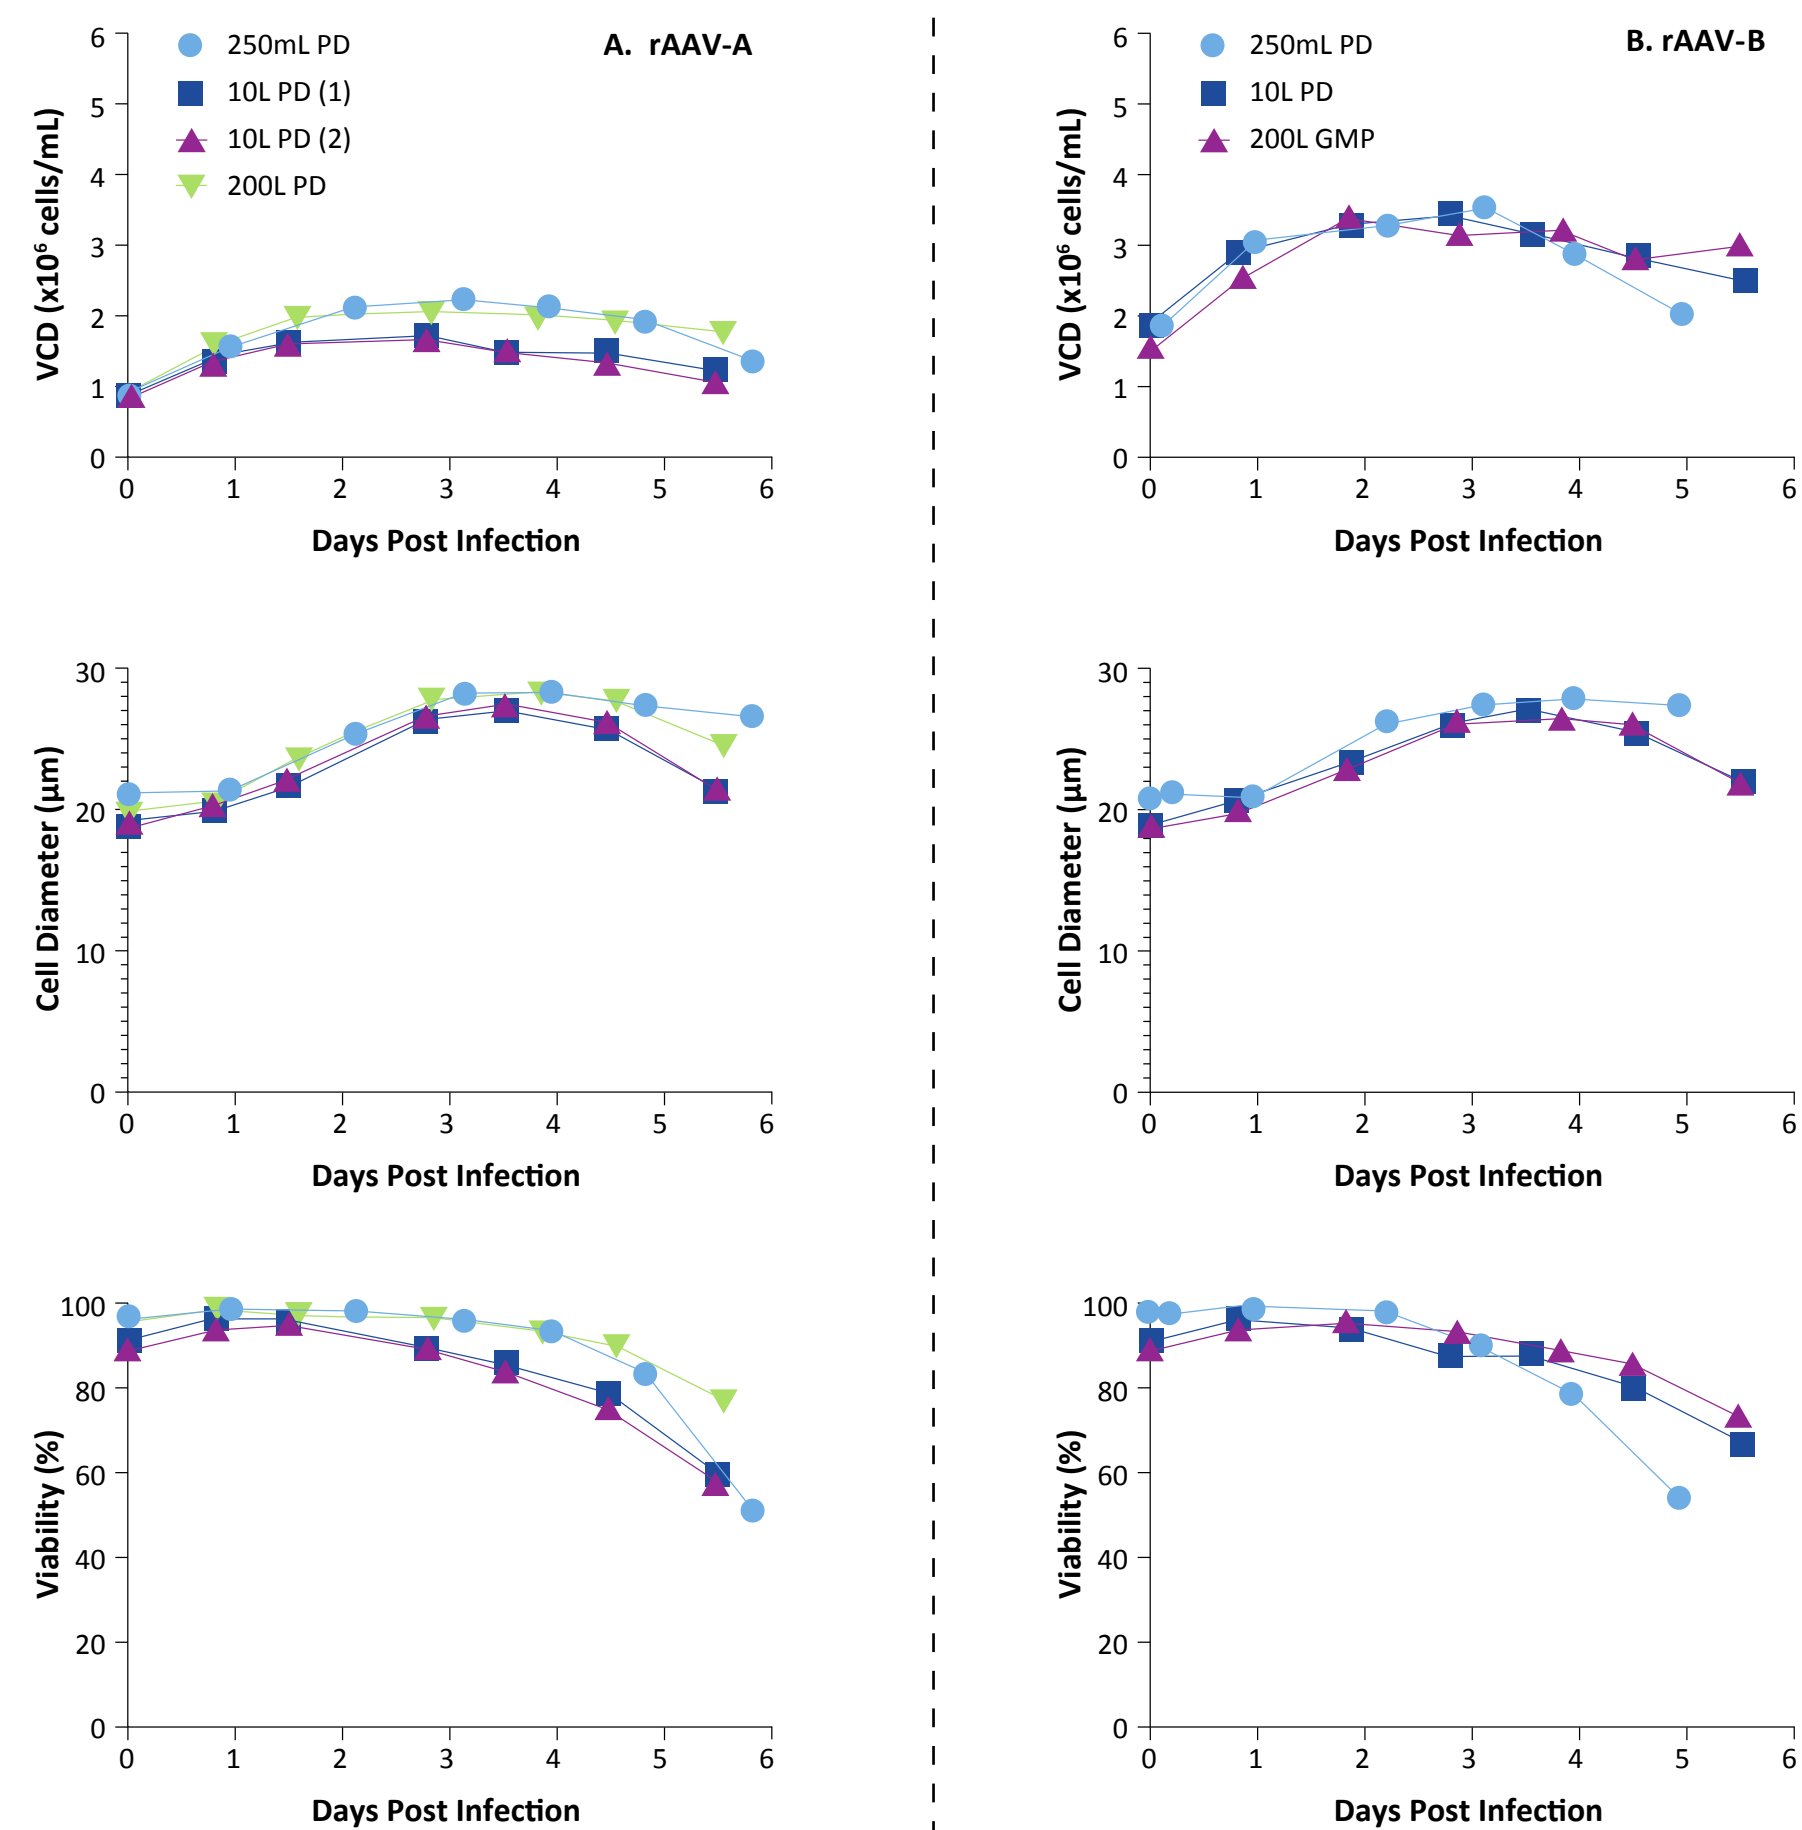 A. rAAV-A
250mL PD
10L PD (1)
10L PD (2)
200L PD
VCD (x10⁶ cells/mL)
6
5
4
3
2
1
0
0 1 2 3 4 5 6
Days Post Infection
Cell Diameter (µm)
30
20
10
0
0 1 2 3 4 5 6
Days Post Infection
Viability (%)
100
80
60
40
20
0
0 1 2 3 4 5 6
Days Post Infection
B. rAAV-B
250mL PD
10L PD
200L GMP
VCD (x10⁶ cells/mL)
6
5
4
3
2
1
0
0 1 2 3 4 5 6
Days Post Infection
Cell Diameter (µm)
30
20
10
0
0 1 2 3 4 5 6
Days Post Infection
Viability (%)
100
80
60
40
20
0
0 1 2 3 4 5 6
Days Post Infection